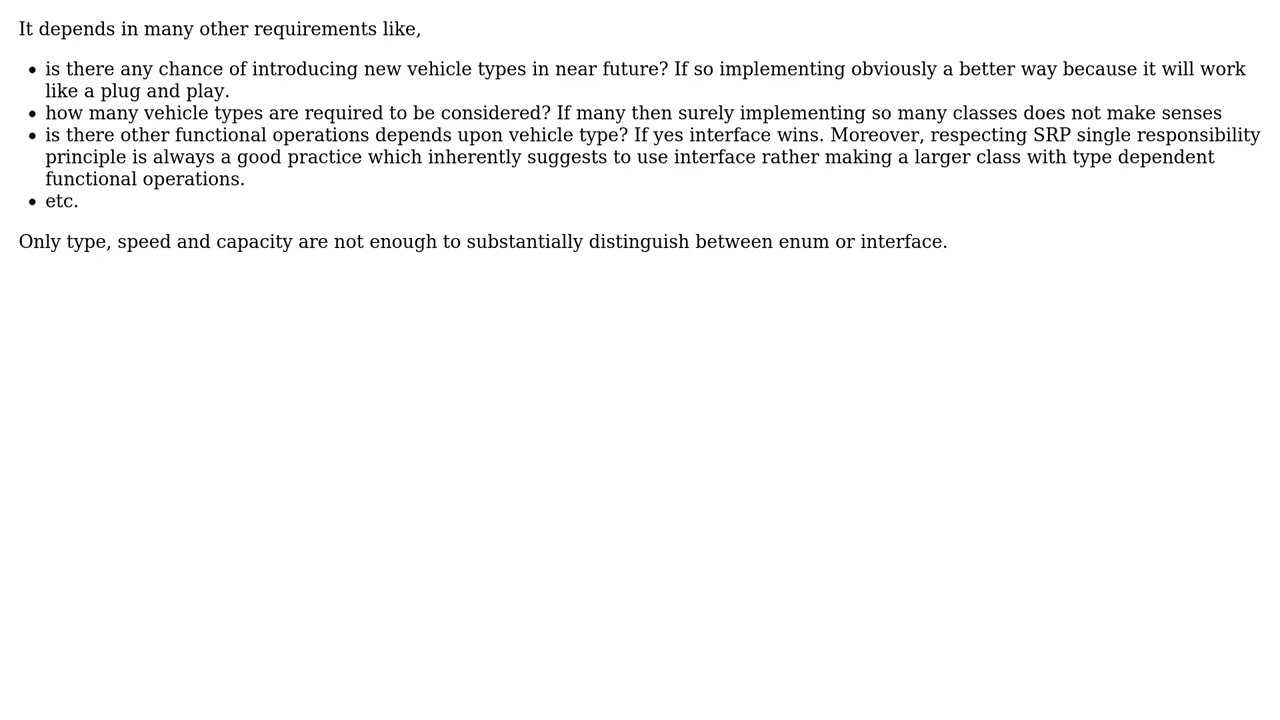 It depends in many other requirements like,
• is there any chance of introducing new vehicle types in near future? If so implementing obviously a better way because it will work
like a plug and play.
• how many vehicle types are required to be considered? If many then surely implementing so many classes does not make senses
• is there other functional operations depends upon vehicle type? If yes interface wins. Moreover, respecting SRP single responsibility
principle is always a good practice which inherently suggests to use interface rather making a larger class with type dependent
functional operations.
• etc.
Only type, speed and capacity are not enough to substantially distinguish between enum or interface.